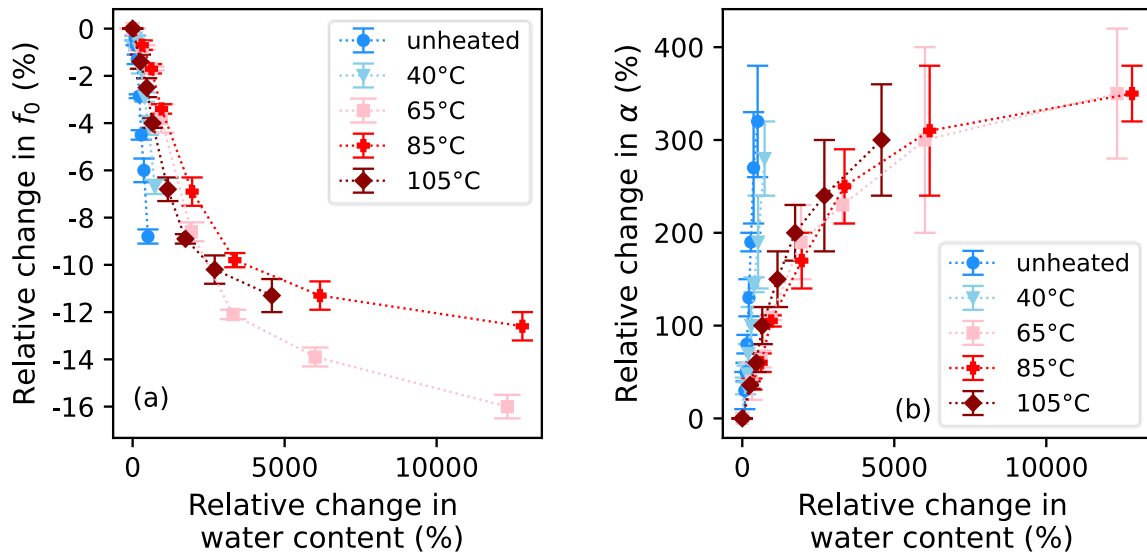 Relative change in f₀ (%)
0
-2
-4
-6
-8
-10
-12
-14
-16
unheated
40°C
65°C
85°C
105°C
(a)
0
5000
10000
Relative change in
water content (%)
Relative change in α (%)
400
300
200
100
0
unheated
40°C
65°C
85°C
105°C
(b)
0
5000
10000
Relative change in
water content (%)